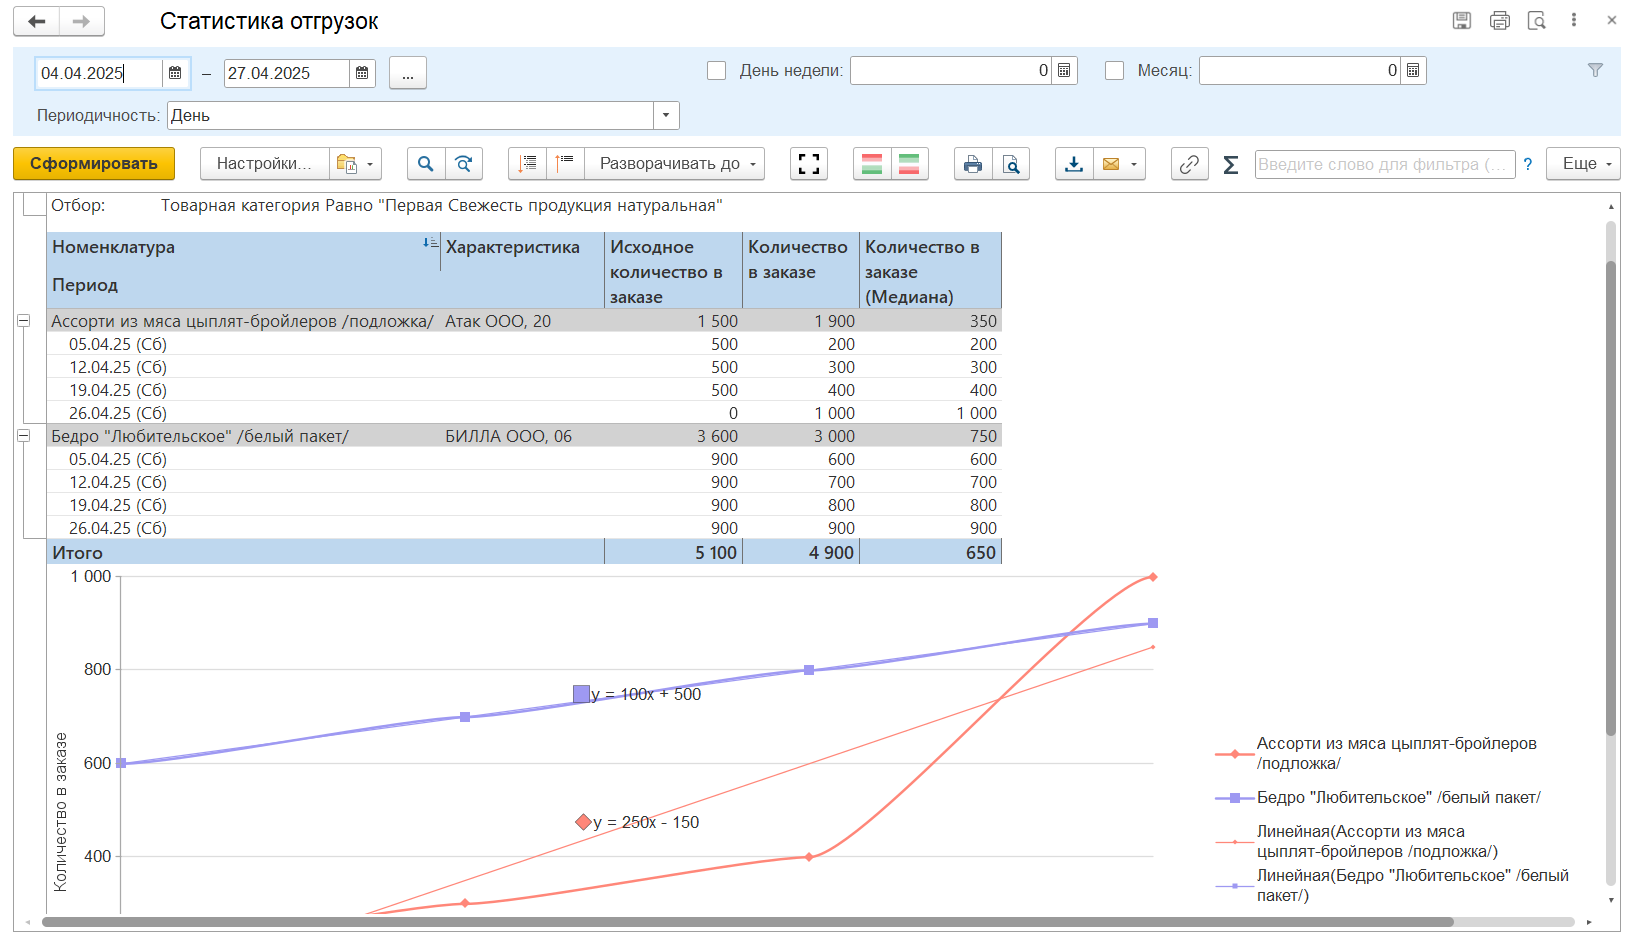 Статистика отгрузок
04.04.2025 – 27.04.2025 ... День недели: 0 Месяц: 0
Периодичность: День
Сформировать Настройки... Разворачивать до Σ Введите слово для фильтра (... ? Еще
Отбор: Товарная категория Равно "Первая Свежесть продукция натуральная"
Номенклатура Характеристика Исходное количество в заказе Количество в заказе Количество в заказе (Медиана)
Период
Ассорти из мяса цыплят-бройлеров /подложка/ Атак ООО, 20 1 500 1 900 350
05.04.25 (Сб) 500 200 200
12.04.25 (Сб) 500 300 300
19.04.25 (Сб) 500 400 400
26.04.25 (Сб) 0 1 000 1 000
Бедро "Любительское" /белый пакет/ БИЛЛА ООО, 06 3 600 3 000 750
05.04.25 (Сб) 900 600 600
12.04.25 (Сб) 900 700 700
19.04.25 (Сб) 900 800 800
26.04.25 (Сб) 900 900 900
Итого 5 100 4 900 650
1 000
800
600
400
Количество в заказе
y = 100x + 500
y = 250x - 150
Ассорти из мяса цыплят-бройлеров
/подложка/
Бедро "Любительское" /белый пакет/
Линейная(Ассорти из мяса
цыплят-бройлеров /подложка/)
Линейная(Бедро "Любительское" /белый
пакет/)